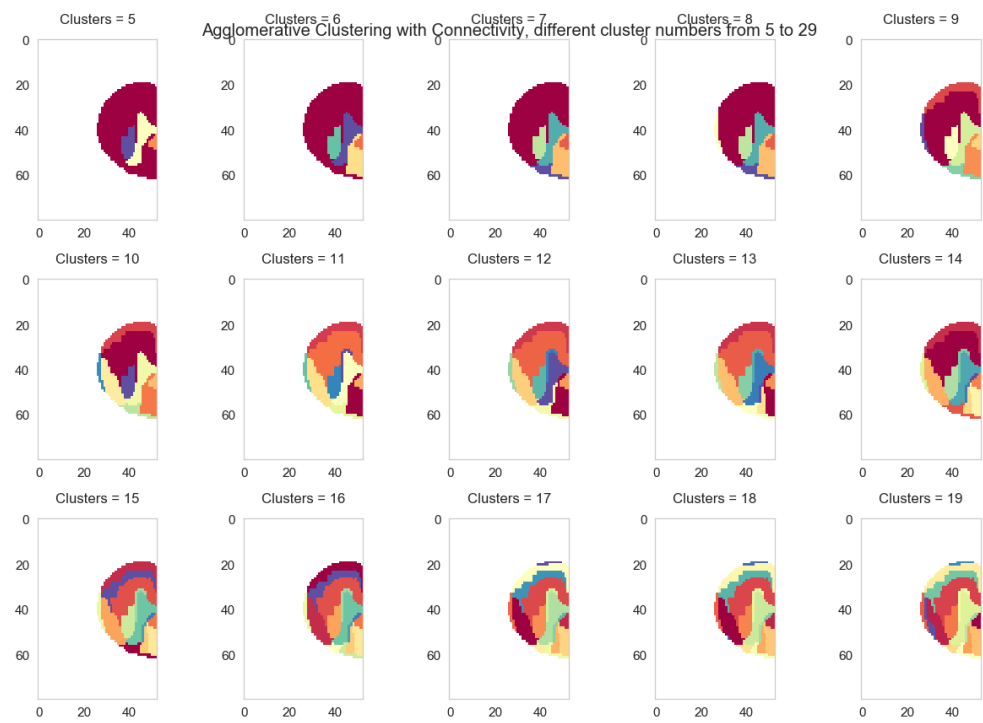 Clusters = 5 Clusters = 6 Clusters = 7 Clusters = 8 Clusters = 9
Agglomerative Clustering with Connectivity, different cluster numbers from 5 to 29
0 0 0 0 0
20 20 20 20 20
40 40 40 40 40
60 60 60 60 60
0 20 40 0 20 40 0 20 40 0 20 40 0 20 40
Clusters = 10 Clusters = 11 Clusters = 12 Clusters = 13 Clusters = 14
0 0 0 0 0
20 20 20 20 20
40 40 40 40 40
60 60 60 60 60
0 20 40 0 20 40 0 20 40 0 20 40 0 20 40
Clusters = 15 Clusters = 16 Clusters = 17 Clusters = 18 Clusters = 19
0 0 0 0 0
20 20 20 20 20
40 40 40 40 40
60 60 60 60 60
0 20 40 0 20 40 0 20 40 0 20 40 0 20 40